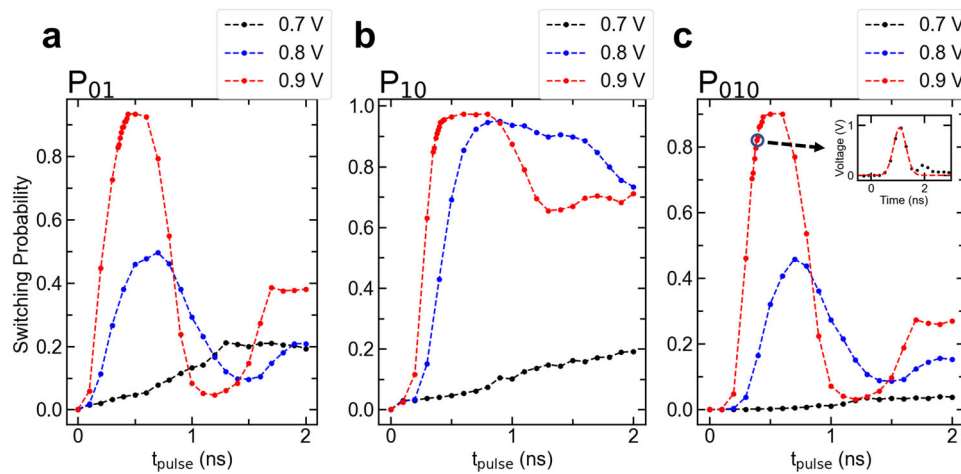 a
0.7 V
0.8 V
0.9 V
b
0.7 V
0.8 V
0.9 V
c
0.7 V
0.8 V
0.9 V
P01
P10
P010
Switching Probability
0.8
0.6
0.4
0.2
0.0
0
1
2
tpulse (ns)
1.0
0.8
0.6
0.4
0.2
0.0
0
1
2
tpulse (ns)
0.8
0.6
0.4
0.2
0.0
0
1
2
tpulse (ns)
Voltage (V)
1
0
0
2
Time (ns)